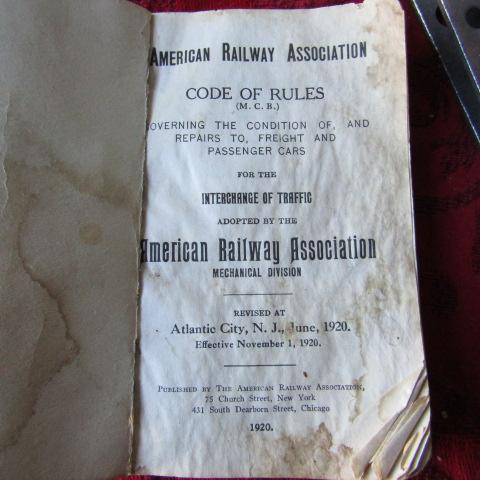 American Railway Association
CODE OF RULES
(M. C. B.)
GOVERNING THE CONDITION OF, AND
REPAIRS TO, FREIGHT AND
PASSENGER CARS
FOR THE
INTERCHANGE OF TRAFFIC
ADOPTED BY THE
American Railway Association
MECHANICAL DIVISION
REVISED AT
Atlantic City, N. J., June, 1920.
Effective November 1, 1920.
Published by The American Railway Association,
75 Church Street, New York
431 South Dearborn Street, Chicago
1920.